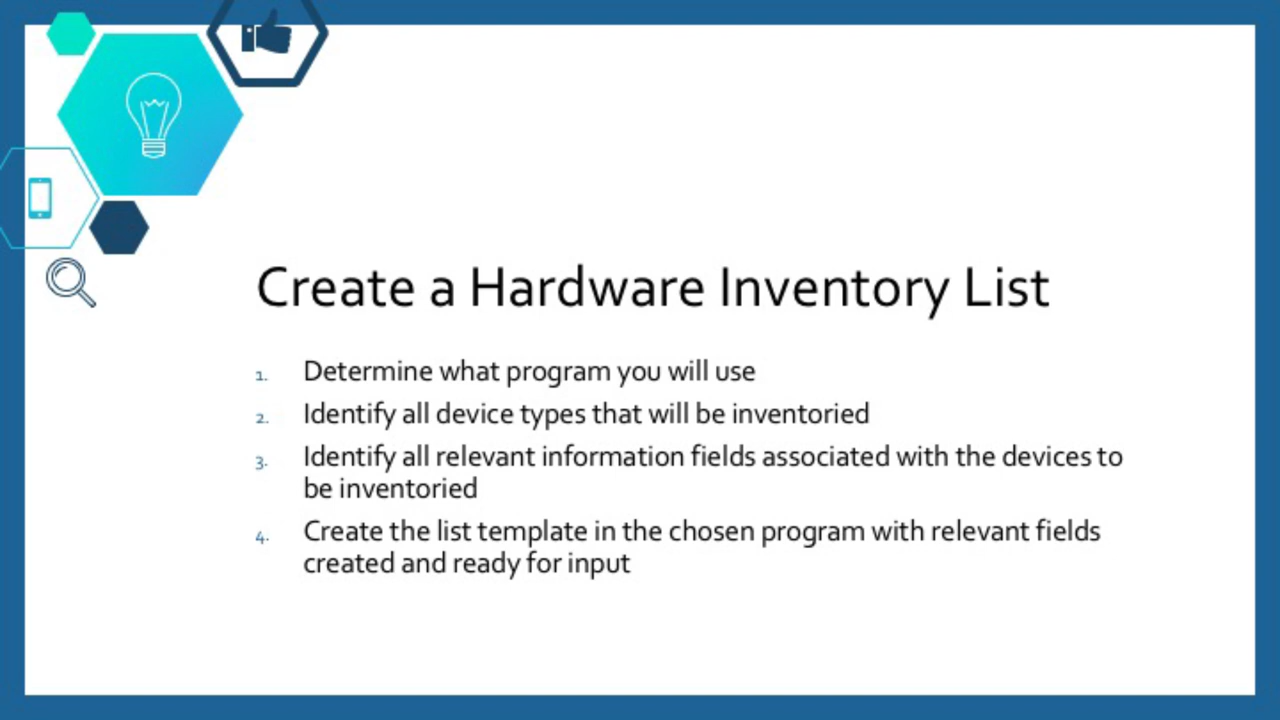 Create a Hardware Inventory List
1. Determine what program you will use
2. Identify all device types that will be inventoried
3. Identify all relevant information fields associated with the devices to
be inventoried
4. Create the list template in the chosen program with relevant fields
created and ready for input